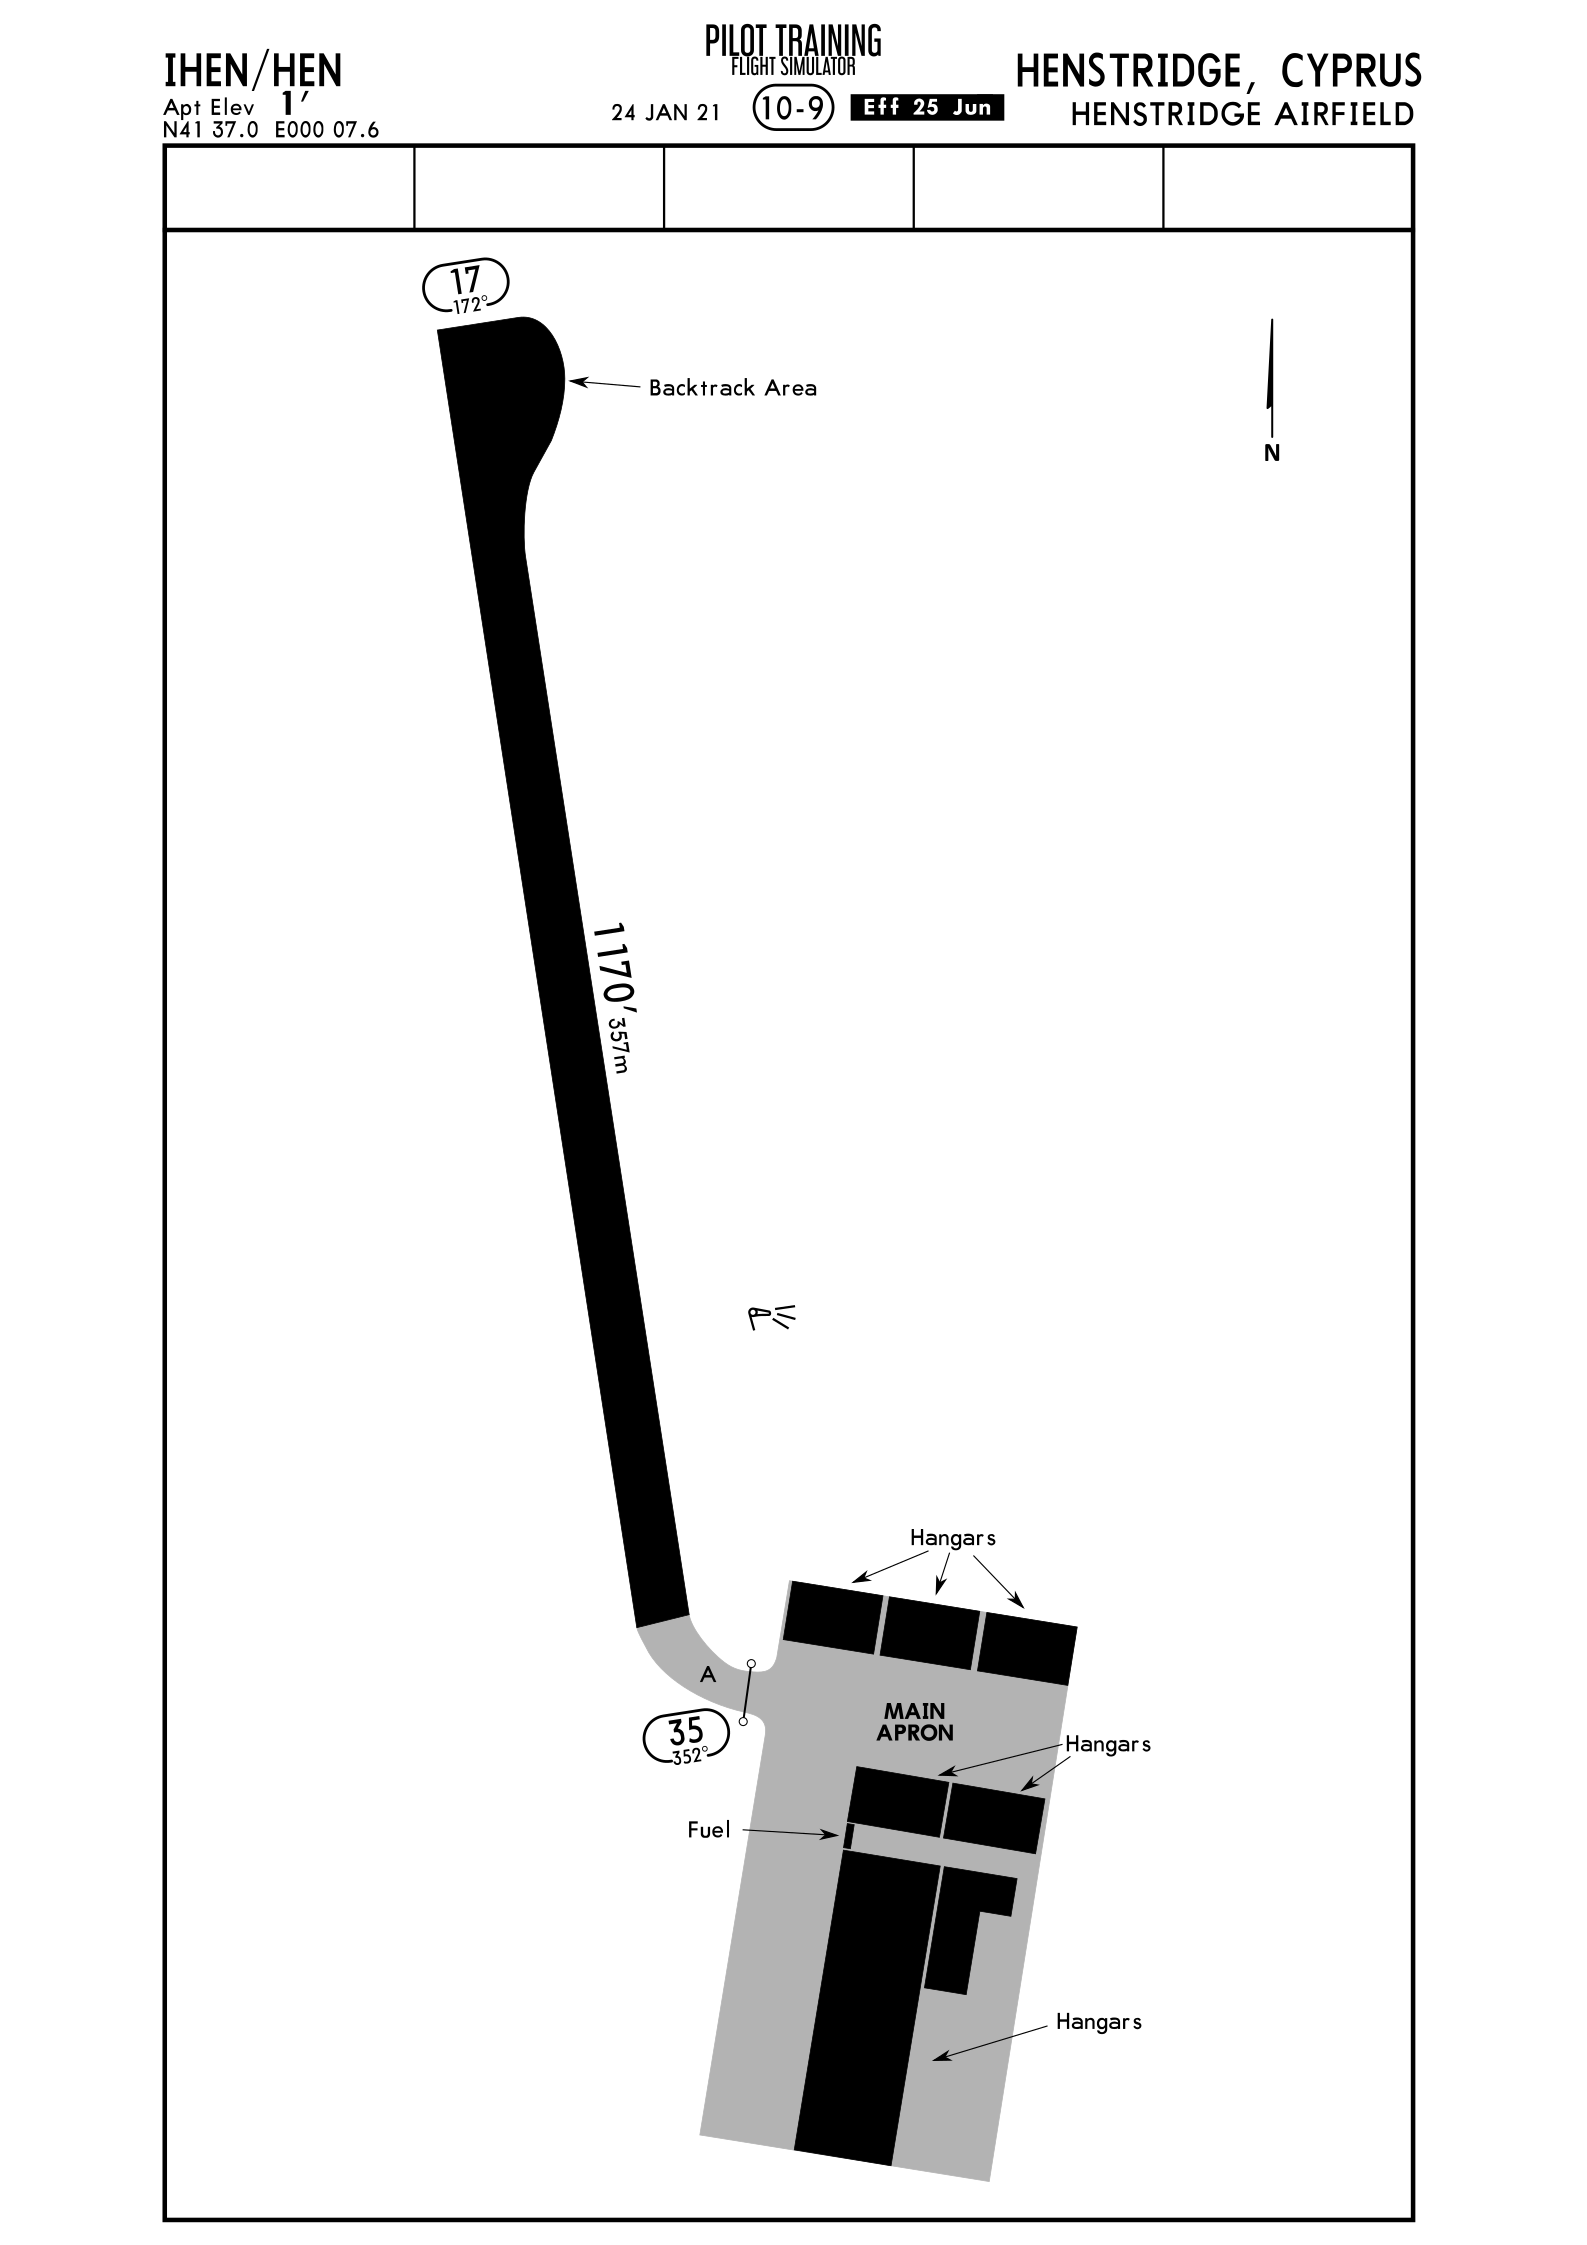 PILOT TRAINING
FLIGHT SIMULATOR
IHEN/HEN
Apt Elev 1′
N41 37.0 E000 07.6
24 JAN 21
10-9
Eff 25 Jun
HENSTRIDGE, CYPRUS
HENSTRIDGE AIRFIELD
17
172°
Backtrack Area
N
1170′ 357m
Hangars
A
35
352°
MAIN
APRON
Hangars
Fuel
Hangars